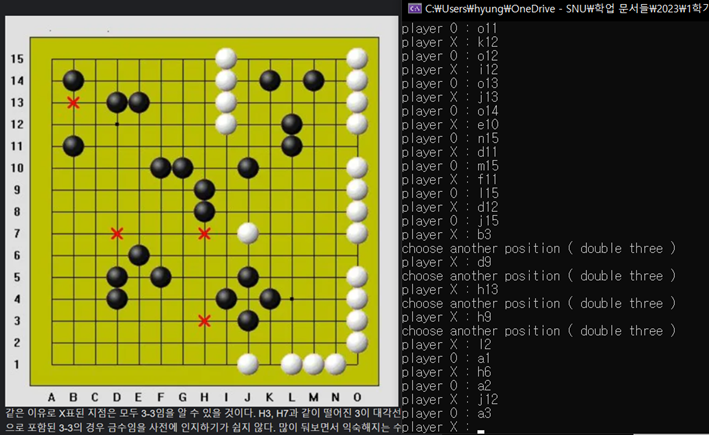 C:\Users\hyung\OneDrive - SNU\학업 문서들\2023\1학기
15
14
13
12
11
10
9
8
7
6
5
4
3
2
1
A B C D E F G H I J K L M N O
같은 이유로 X표된 지점은 모두 3-3임을 알 수 있을 것이다. H3, H7과 같이 떨어진 3이 대각선
으로 포함된 3-3의 경우 금수임을 사전에 인지하기가 쉽지 않다. 많이 둬보면서 익숙해지는 수
player O : o11
player X : k12
player O : o12
player X : i12
player O : o13
player X : j13
player O : o14
player X : e10
player O : n15
player X : d11
player O : m15
player X : f11
player O : l15
player X : d12
player O : j15
player X : b3
choose another position ( double three )
player X : d9
choose another position ( double three )
player X : h13
choose another position ( double three )
player X : h9
choose another position ( double three )
player X : l2
player O : a1
player X : h6
player O : a2
player X : j12
player O : a3
player X :